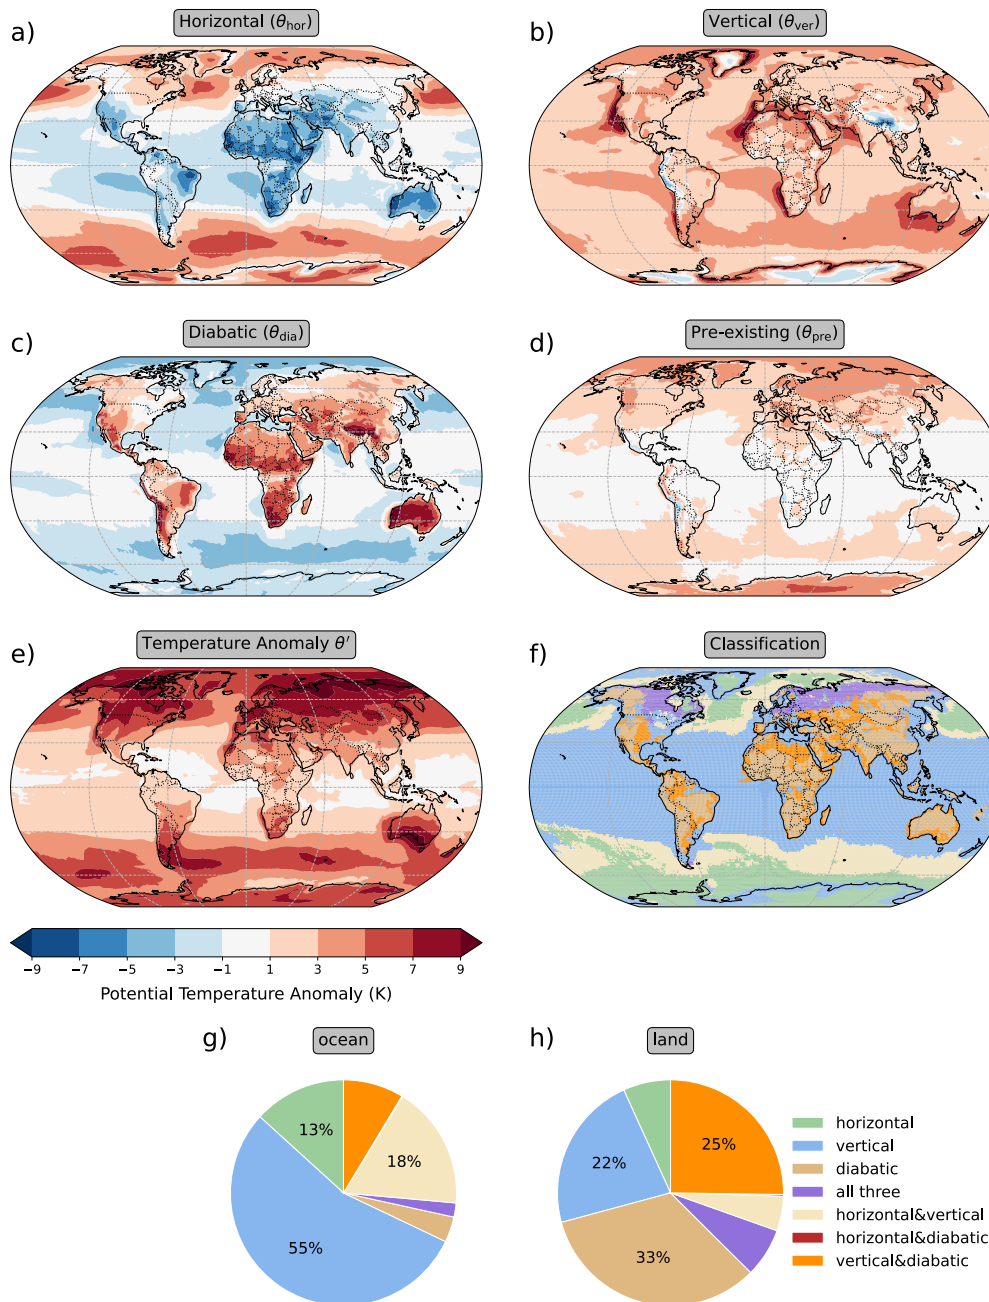 a)
Horizontal (θhor)
b)
Vertical (θver)
c)
Diabatic (θdia)
d)
Pre-existing (θpre)
e)
Temperature Anomaly θ′
f)
Classification
−9 −7 −5 −3 −1 1 3 5 7 9
Potential Temperature Anomaly (K)
g)
ocean
h)
land
13%
18%
55%
25%
22%
33%
horizontal
vertical
diabatic
all three
horizontal&vertical
horizontal&diabatic
vertical&diabatic